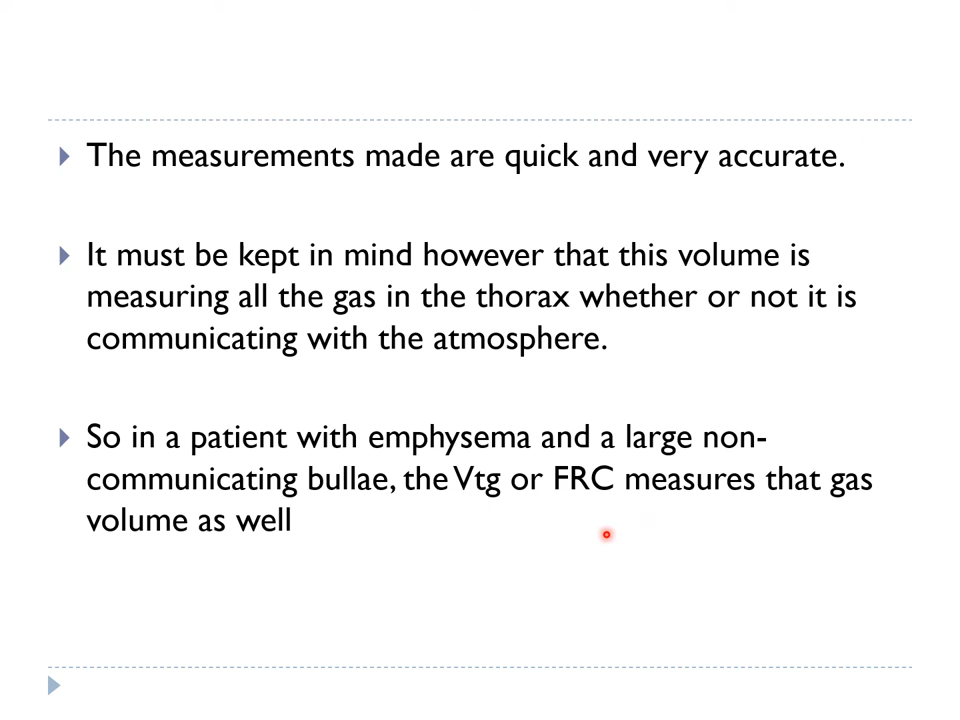 The measurements made are quick and very accurate.
It must be kept in mind however that this volume is
measuring all the gas in the thorax whether or not it is
communicating with the atmosphere.
So in a patient with emphysema and a large non-
communicating bullae, the Vtg or FRC measures that gas
volume as well